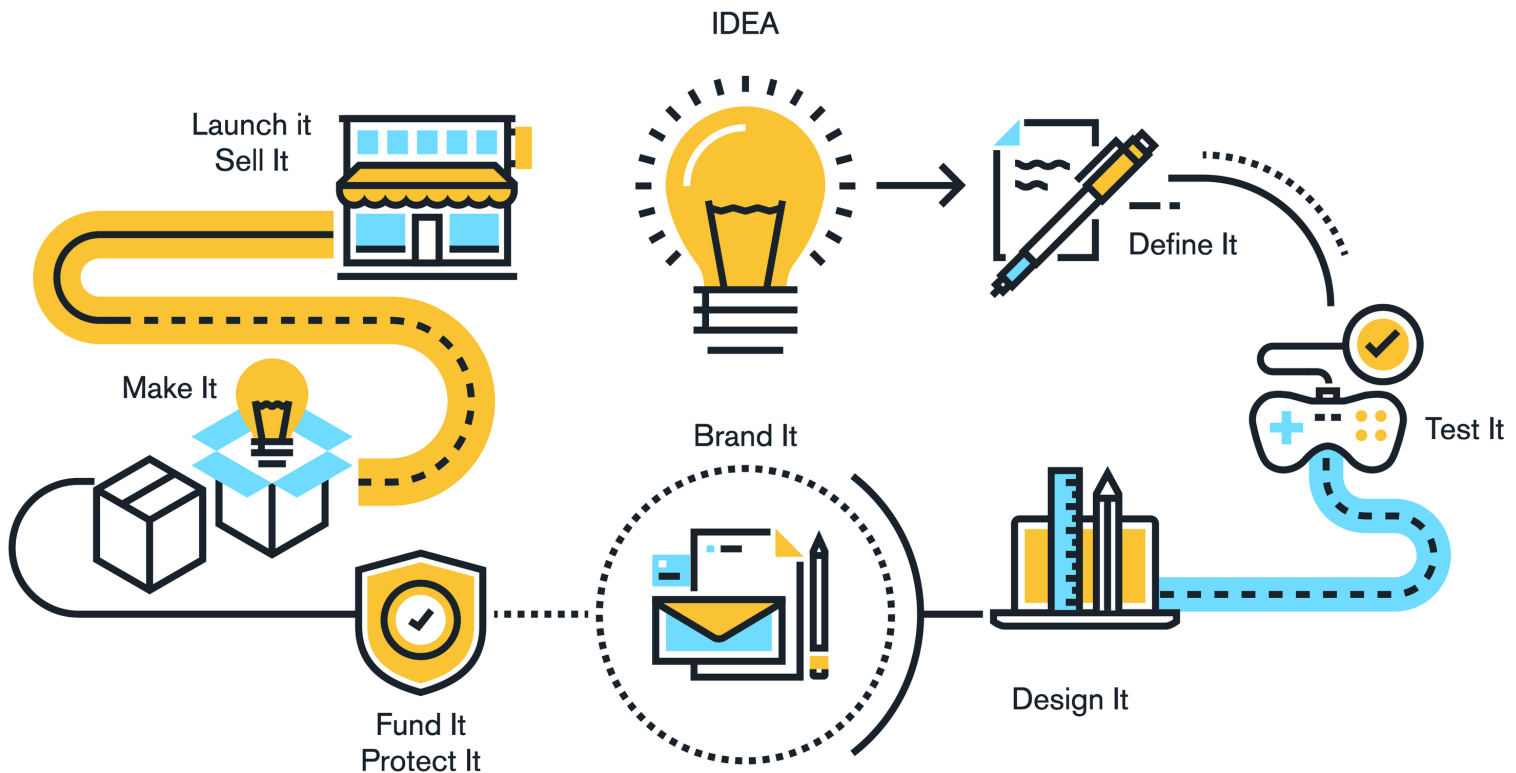 IDEA
Launch it
Sell It
Define It
Make It
Test It
Brand It
Design It
Fund It
Protect It